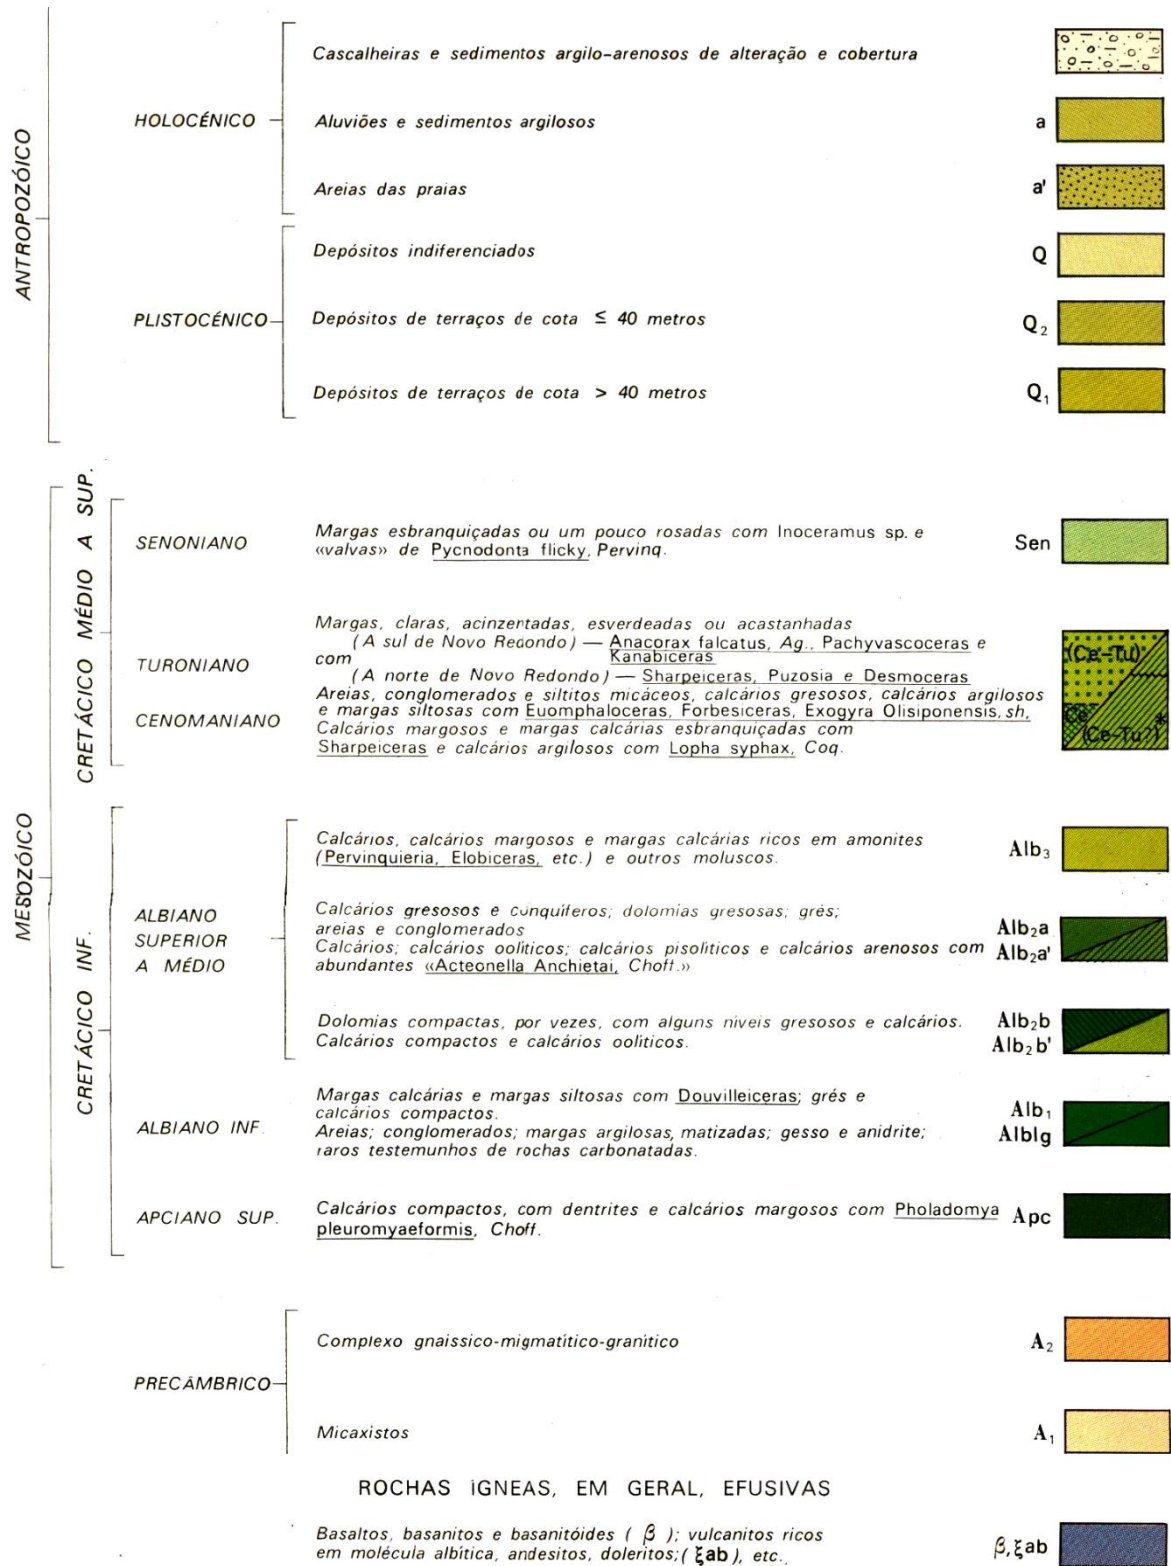 ANTROPOZÓICO
HOLOCÉNICO
Cascalheiras e sedimentos argilo-arenosos de alteração e cobertura
Aluviões e sedimentos argilosos a
Areias das praias a'
PLISTOCÉNICO
Depósitos indiferenciados Q
Depósitos de terraços de cota ≤ 40 metros Q₂
Depósitos de terraços de cota > 40 metros Q₁
MESOZÓICO
CRETÁCICO MÉDIO A SUP.
SENONIANO
Margas esbranquiçadas ou um pouco rosadas com Inoceramus sp. e
«valvas» de Pycnodonta flicky, Pervinq. Sen
TURONIANO
CENOMANIANO
Margas, claras, acinzentadas, esverdeadas ou acastanhadas
(A sul de Novo Redondo) — Anacorax falcatus, Ag., Pachyvascoceras e
com Kanabiceras
(A norte de Novo Redondo) — Sharpeiceras, Puzosia e Desmoceras
Areias, conglomerados e siltitos micáceos, calcários gresosos, calcários argilosos
e margas siltosas com Euomphaloceras, Forbesiceras, Exogyra Olisiponensis, sh,
Calcários margosos e margas calcárias esbranquiçadas com
Sharpeiceras e calcários argilosos com Lopha syphax, Coq.
(Ce-Tu)
Ce
*
(Ce-Tu')
CRETÁCICO INF.
ALBIANO
SUPERIOR
A MÉDIO
Calcários, calcários margosos e margas calcárias ricos em amonites
(Pervinquieria, Elobiceras, etc.) e outros moluscos. Alb₃
Calcários gresosos e conquíferos; dolomias gresosas; grés;
areias e conglomerados Alb₂a
Calcários; calcários oolíticos; calcários pisolíticos e calcários arenosos com Alb₂a'
abundantes «Acteonella Anchietai, Choff.»
Dolomias compactas, por vezes, com alguns níveis gresosos e calcários. Alb₂b
Calcários compactos e calcários oolíticos. Alb₂b'
ALBIANO INF.
Margas calcárias e margas siltosas com Douvilleiceras; grés e
calcários compactos. Alb₁
Areias; conglomerados; margas argilosas, matizadas; gesso e anidrite; Alblg
raros testemunhos de rochas carbonatadas.
APCIANO SUP.
Calcários compactos, com dentrites e calcários margosos com Pholadomya Apc
pleuromyaeformis, Choff.
PRECÂMBRICO
Complexo gnaissico-migmatítico-granítico A₂
Micaxistos A₁
ROCHAS ÍGNEAS, EM GERAL, EFUSIVAS
Basaltos, basanitos e basanitóides ( β ); vulcanitos ricos
em molécula albítica, andesitos, doleritos; ( ξab ), etc. β, ξab